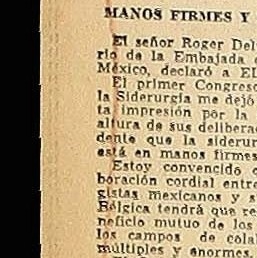 MANOS FIRMES Y
El señor Roger Del
rio de la Embajada
México, declaró a EL
El primer Congreso
la Siderurgia me dejó
ta impresión por la
altura de sus delibera
dente que la siderur
está en manos firmes
Estoy convencido
boración cordial entre
gistas mexicanos y
Bélgica tendrá que re
neficio mutuo de los
los campos de cola
múltiples y enormes.